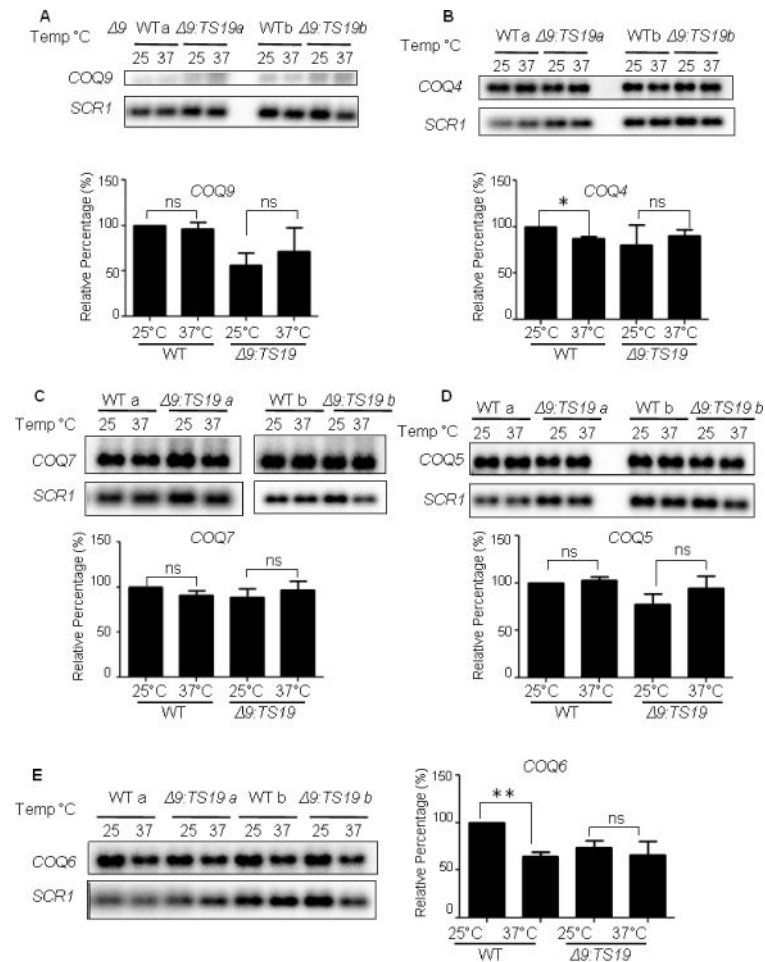 A
Temp °C
Δ9 WTa Δ9:TS19a WTb Δ9:TS19b
25 37 25 37 25 37 25 37
COQ9
SCR1
COQ9
ns ns
Relative Percentage (%)
150
100
50
0
25°C 37°C 25°C 37°C
WT Δ9:TS19
B
Temp °C
WTa Δ9:TS19a WTb Δ9:TS19b
25 37 25 37 25 37 25 37
COQ4
SCR1
COQ4
* ns
Relative Percentage (%)
150
100
50
0
25°C 37°C 25°C 37°C
WT Δ9:TS19
C
WT a Δ9:TS19 a WT b Δ9:TS19 b
Temp °C 25 37 25 37 25 37 25 37
COQ7
SCR1
COQ7
ns ns
Relative Percentage (%)
150
100
50
0
25°C 37°C 25°C 37°C
WT Δ9:TS19
D
WT a Δ9:TS19 a WT b Δ9:TS19 b
Temp °C 25 37 25 37 25 37 25 37
COQ5
SCR1
COQ5
ns ns
Relative Percentage (%)
150
100
50
0
25°C 37°C 25°C 37°C
WT Δ9:TS19
E
Temp °C
WT a Δ9:TS19 a WT b Δ9:TS19 b
25 37 25 37 25 37 25 37
COQ6
SCR1
COQ6
** ns
Relative Percentage (%)
150
100
50
0
25°C 37°C 25°C 37°C
WT Δ9:TS19